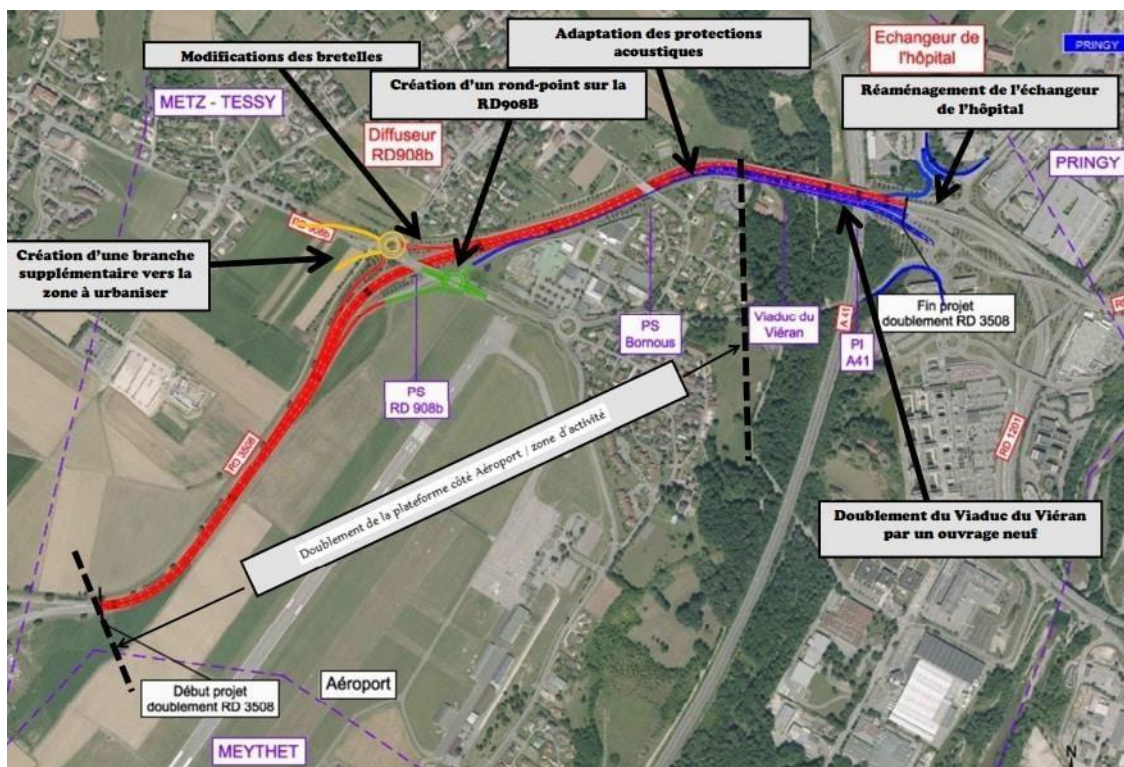 Modifications des bretelles
Adaptation des protections
acoustiques
Echangeur de
l'hôpital
PRINGY
METZ - TESSY
Création d'un rond-point sur la
RD908B
Réaménagement de l'échangeur
de l'hôpital
Diffuseur
RD908b
PRINGY
RD 908b
Création d'une branche
supplémentaire vers la
zone à urbaniser
PS
RD 908b
PS
Bornous
Viaduc du
Viéran
A 41
PI
A41
Fin projet
doublement RD 3508
RD 3508
Doublement de la plateforme côté Aéroport / zone d'activité
RD 1201
Doublement du Viaduc du Viéran
par un ouvrage neuf
Début projet
doublement RD 3508
Aéroport
MEYTHET
N